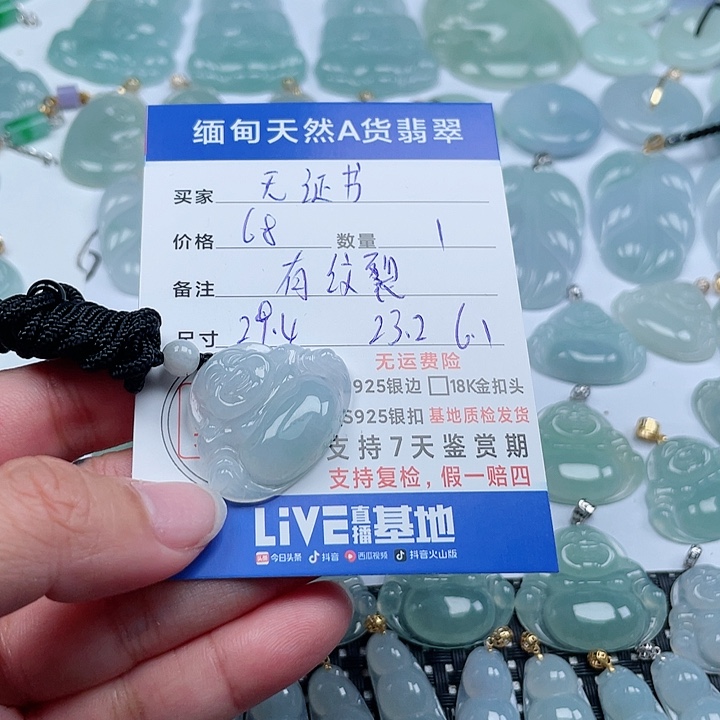 缅甸天然A货翡翠
买家 无证书
价格 68 数量 1
备注 有纹裂
尺寸 29.4 23.2 6.1
无运费险
925银边 □18K金扣头
S925银扣 基地质检发货
支持7天鉴赏期
支持复检,假一赔四
LiVE直播基地
头条 今日头条 抖音 西瓜视频 抖音火山版